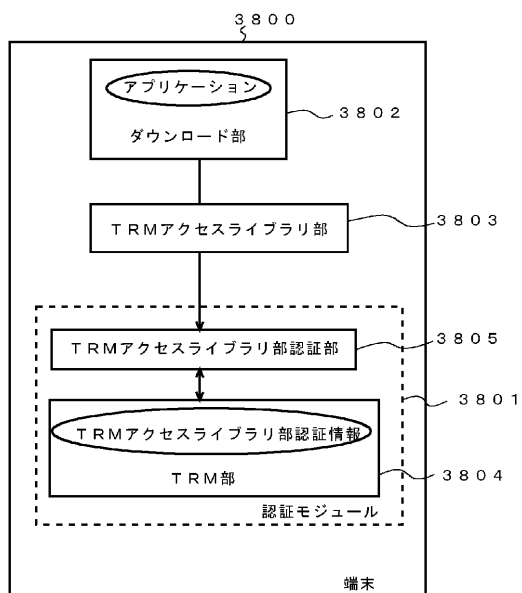 ３８００
アプリケーション
ダウンロード部
３８０２
ＴＲＭアクセスライブラリ部
３８０３
ＴＲＭアクセスライブラリ部認証部
３８０５
３８０１
ＴＲＭアクセスライブラリ部認証情報
ＴＲＭ部
３８０４
認証モジュール
端末